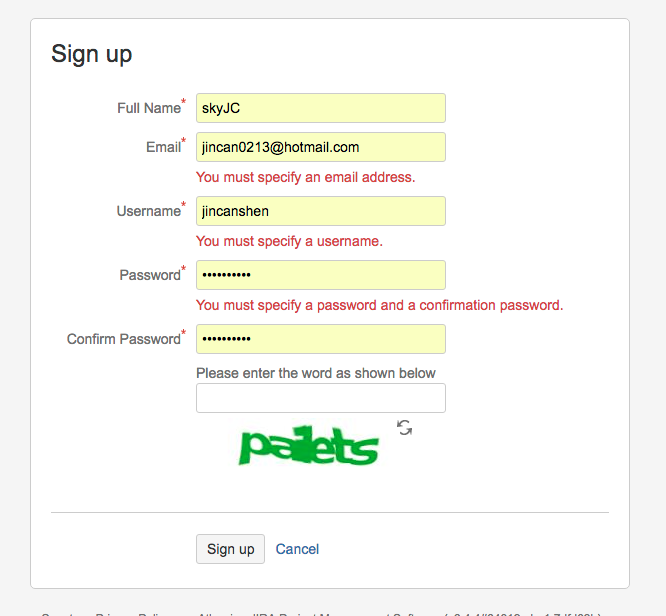 Sign up
Full Name*
skyJC
Email*
jincan0213@hotmail.com
You must specify an email address.
Username*
jincanshen
You must specify a username.
Password*
••••••••••
You must specify a password and a confirmation password.
Confirm Password*
••••••••••
Please enter the word as shown below
Sign up Cancel